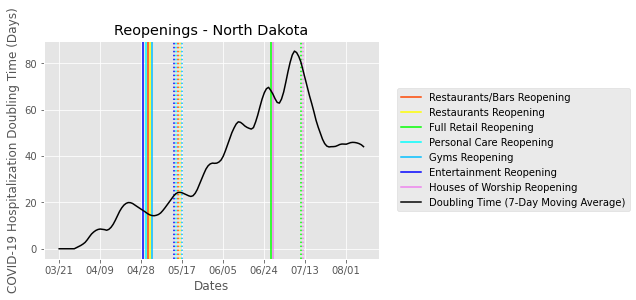 Reopenings - North Dakota
COVID-19 Hospitalization Doubling Time (Days)
80
60
40
20
0
03/21 04/09 04/28 05/17 06/05 06/24 07/13 08/01
Dates
Restaurants/Bars Reopening
Restaurants Reopening
Full Retail Reopening
Personal Care Reopening
Gyms Reopening
Entertainment Reopening
Houses of Worship Reopening
Doubling Time (7-Day Moving Average)